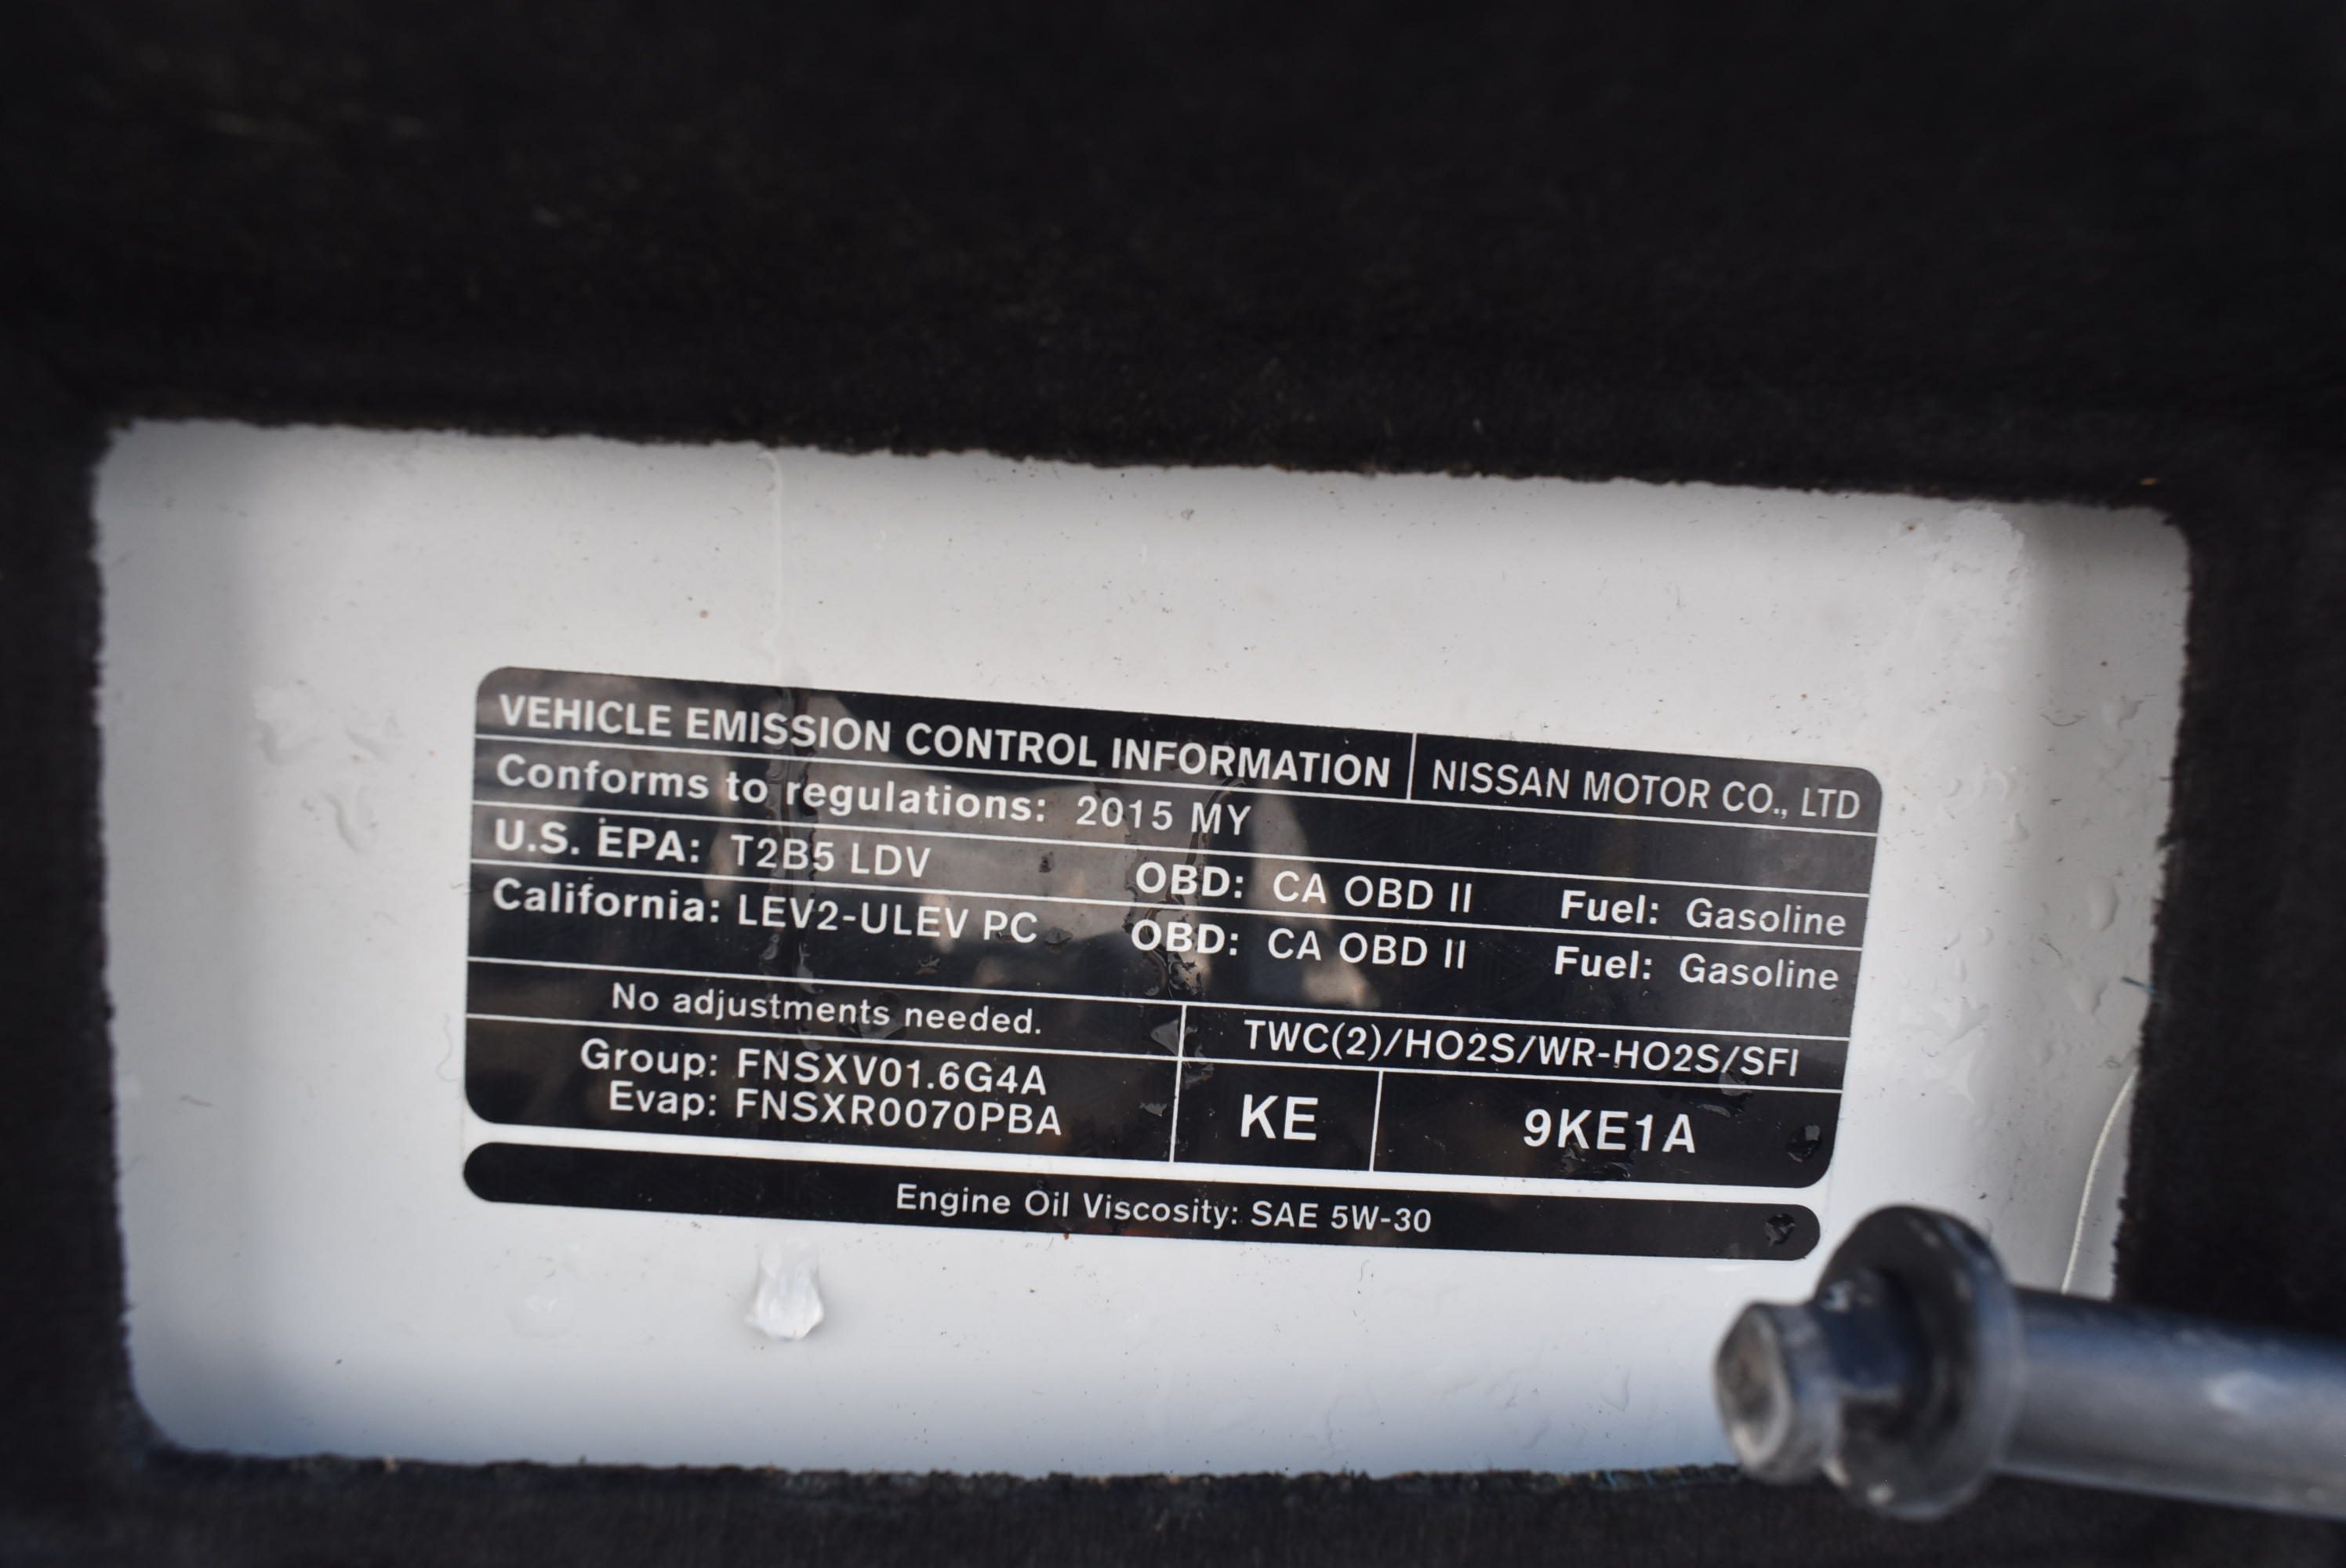 VEHICLE EMISSION CONTROL INFORMATION NISSAN MOTOR CO., LTD
Conforms to regulations: 2015 MY
U.S. EPA: T2B5 LDV OBD: CA OBD II Fuel: Gasoline
California: LEV2-ULEV PC OBD: CA OBD II Fuel: Gasoline
No adjustments needed. TWC(2)/HO2S/WR-HO2S/SFI
Group: FNSXV01.6G4A
Evap: FNSXR0070PBA
KE 9KE1A
Engine Oil Viscosity: SAE 5W-30